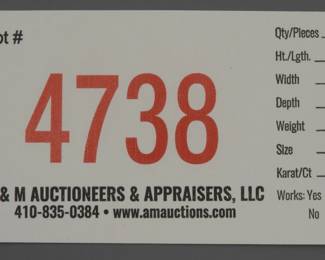 ot #
4738
& M AUCTIONEERS & APPRAISERS, LLC
410-835-0384 • www.amauctions.com
Qty/Pieces
Ht./Lgth.
Width
Depth
Weight
Size
Karat/Ct
Works: Yes
No